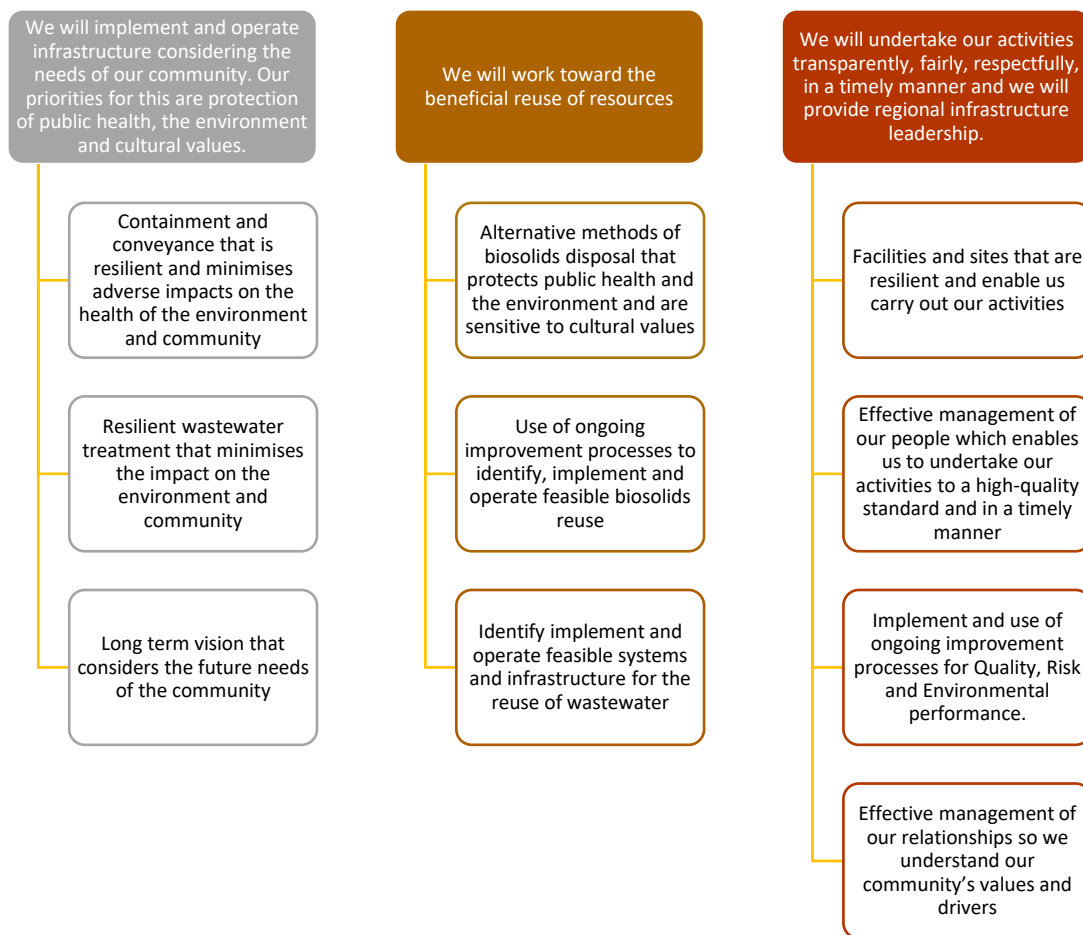 We will implement and operate
infrastructure considering the
needs of our community. Our
priorities for this are protection
of public health, the environment
and cultural values.
Containment and
conveyance that is
resilient and minimises
adverse impacts on the
health of the environment
and community
Resilient wastewater
treatment that minimises
the impact on the
environment and
community
Long term vision that
considers the future needs
of the community
We will work toward the
beneficial reuse of resources
Alternative methods of
biosolids disposal that
protects public health and
the environment and are
sensitive to cultural values
Use of ongoing
improvement processes to
identify, implement and
operate feasible biosolids
reuse
Identify implement and
operate feasible systems
and infrastructure for the
reuse of wastewater
We will undertake our activities
transparently, fairly, respectfully,
in a timely manner and we will
provide regional infrastructure
leadership.
Facilities and sites that are
resilient and enable us
carry out our activities
Effective management of
our people which enables
us to undertake our
activities to a high-quality
standard and in a timely
manner
Implement and use of
ongoing improvement
processes for Quality, Risk
and Environmental
performance.
Effective management of
our relationships so we
understand our
community’s values and
drivers